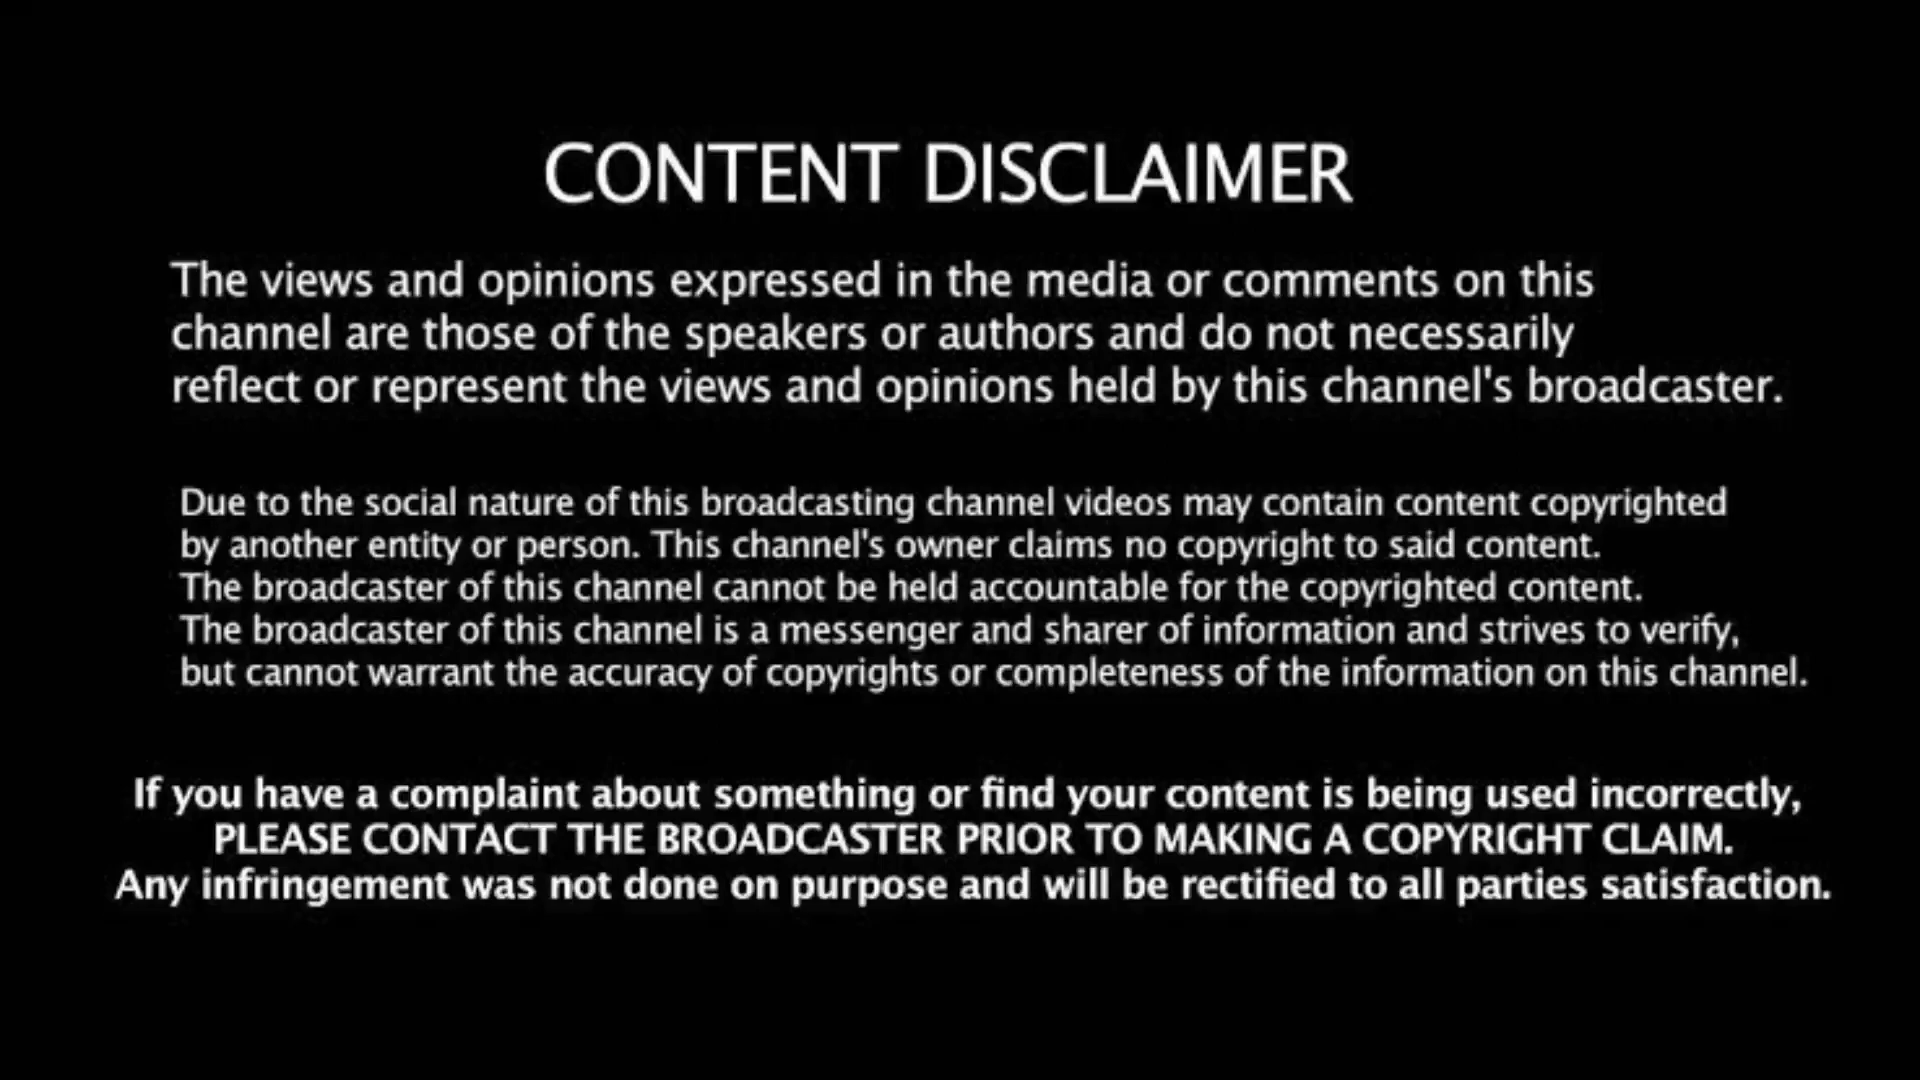 CONTENT DISCLAIMER
The views and opinions expressed in the media or comments on this
channel are those of the speakers or authors and do not necessarily
reflect or represent the views and opinions held by this channel's broadcaster.
Due to the social nature of this broadcasting channel videos may contain content copyrighted
by another entity or person. This channel's owner claims no copyright to said content.
The broadcaster of this channel cannot be held accountable for the copyrighted content.
The broadcaster of this channel is a messenger and sharer of information and strives to verify,
but cannot warrant the accuracy of copyrights or completeness of the information on this channel.
If you have a complaint about something or find your content is being used incorrectly,
PLEASE CONTACT THE BROADCASTER PRIOR TO MAKING A COPYRIGHT CLAIM.
Any infringement was not done on purpose and will be rectified to all parties satisfaction.